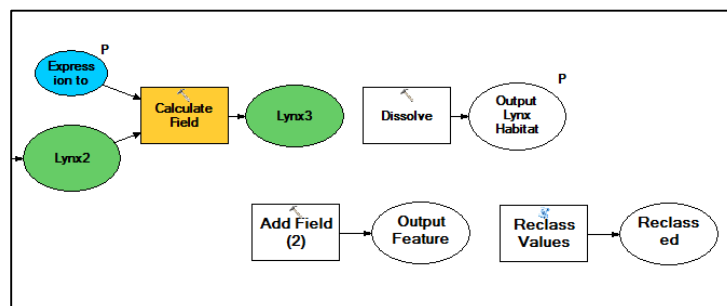 P
Express
ion to
Calculate
Field
Lynx3
Dissolve
P
Output
Lynx
Habitat
Lynx2
Add Field
(2)
Output
Feature
Reclass
Values
Reclass
ed